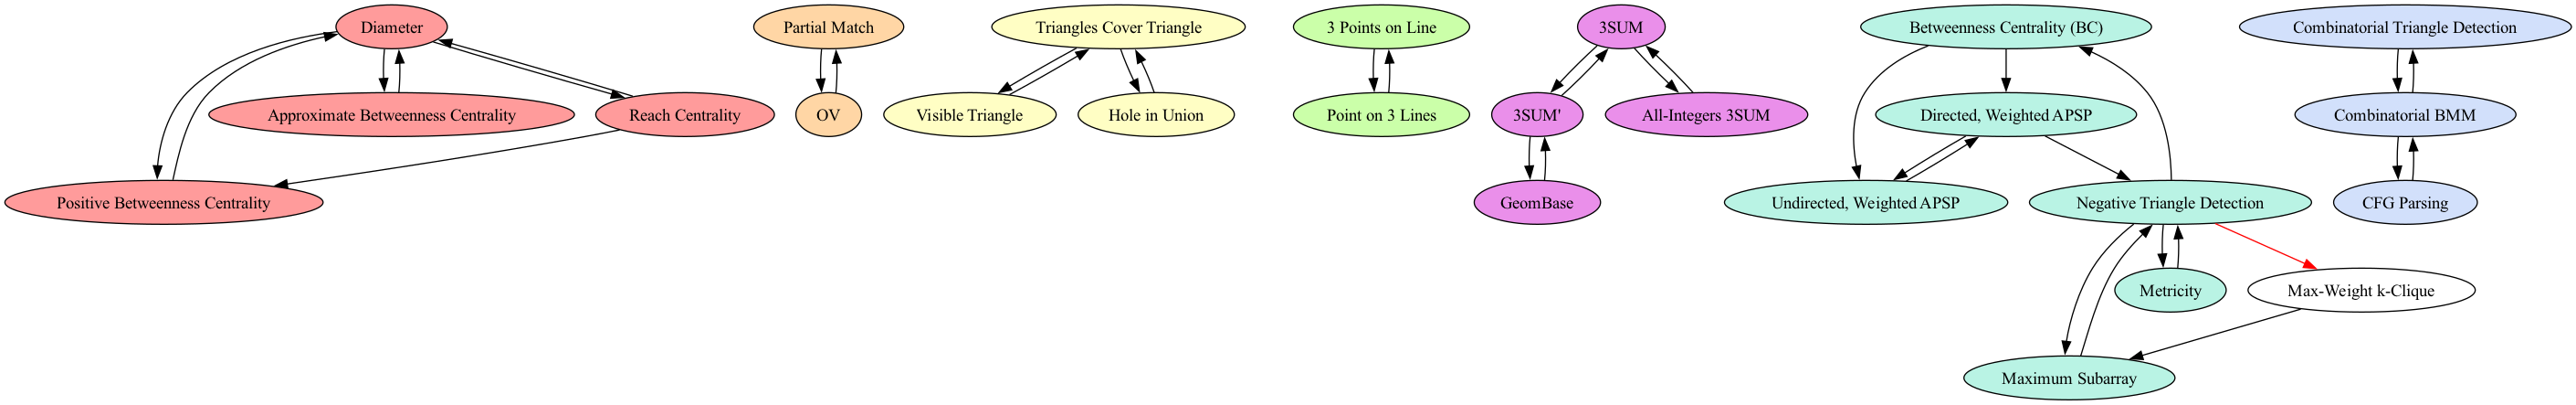 Diameter
Partial Match
Triangles Cover Triangle
3 Points on Line
3SUM
Betweenness Centrality (BC)
Combinatorial Triangle Detection
Approximate Betweenness Centrality
Reach Centrality
OV
Visible Triangle
Hole in Union
Point on 3 Lines
3SUM'
All-Integers 3SUM
Directed, Weighted APSP
Combinatorial BMM
Positive Betweenness Centrality
GeomBase
Undirected, Weighted APSP
Negative Triangle Detection
CFG Parsing
Metricity
Max-Weight k-Clique
Maximum Subarray